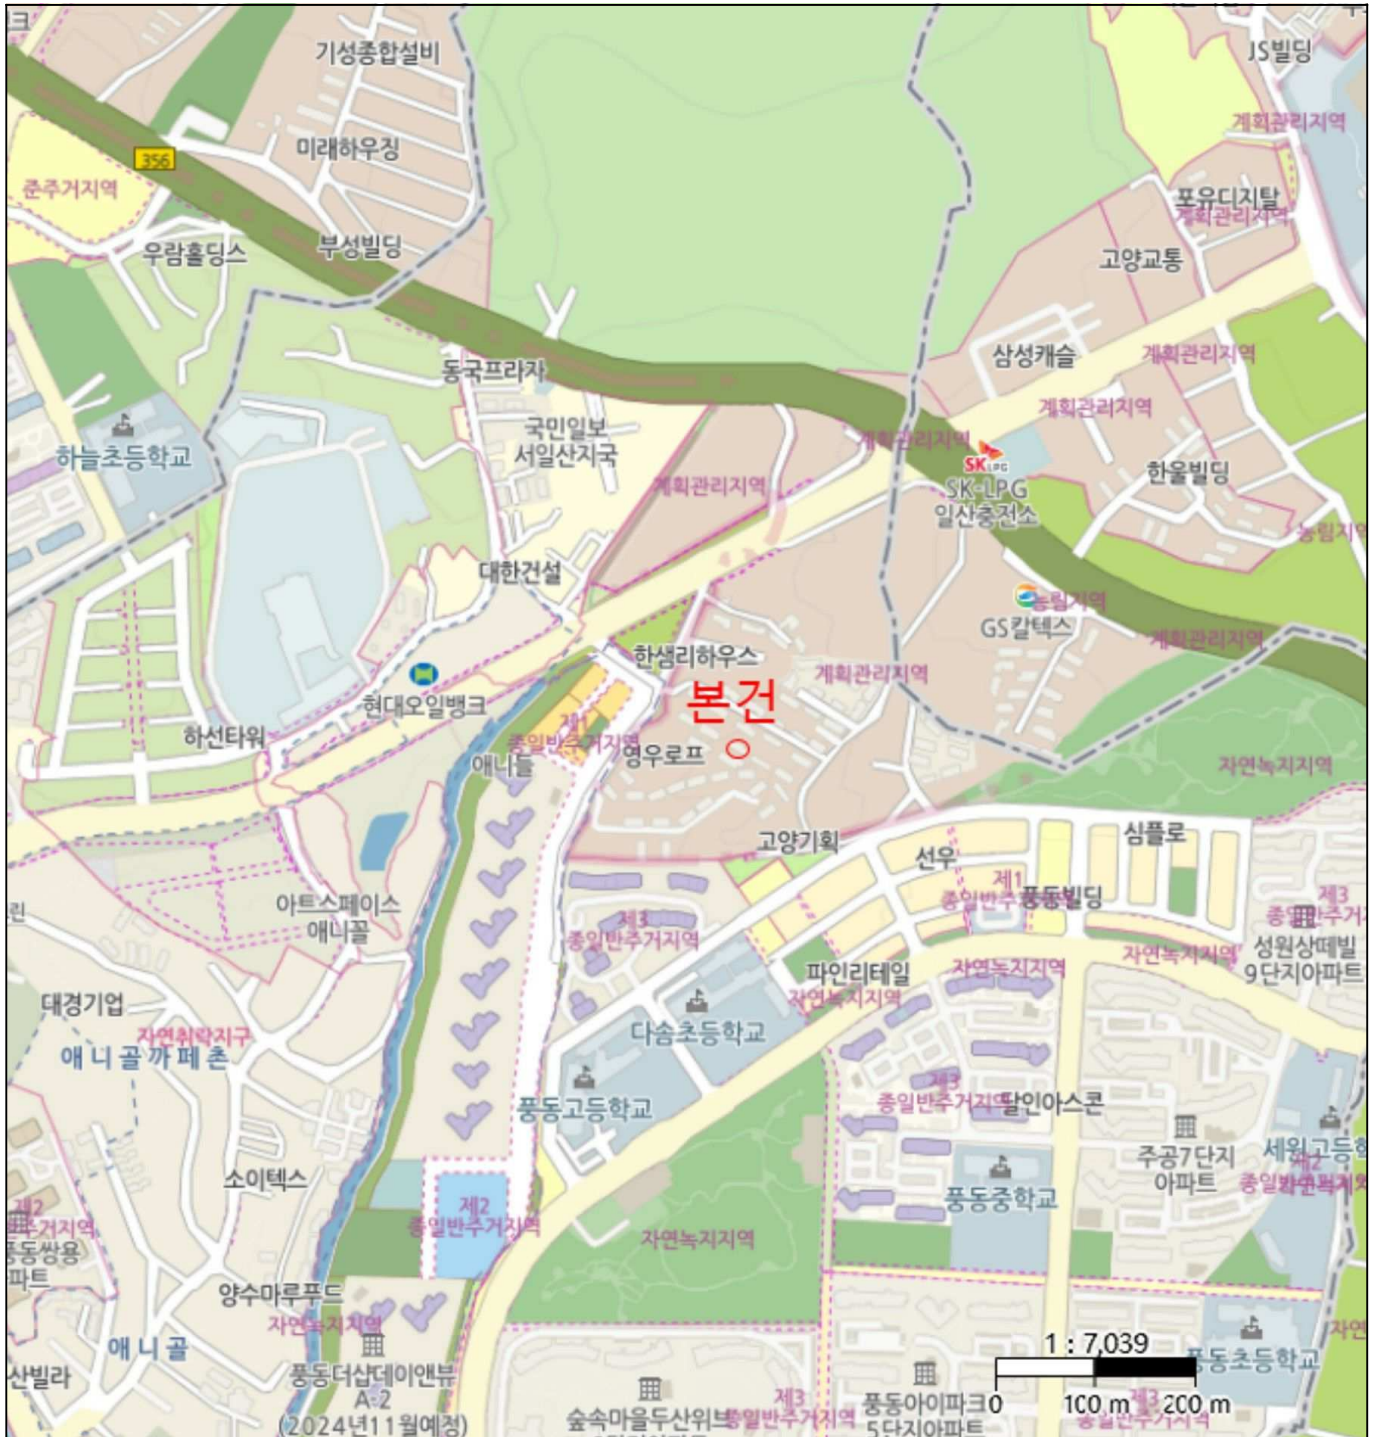 크
기성종합설비
JS빌딩
계획관리지역
미래하우징
356
준주거지역
포유디지탈
계획관리지역
우람홀딩스
부성빌딩
고양교통
삼성캐슬
계획관리지역
동국프라자
계획관리지역
국민일보
서일산지국
계획관리지역
하늘초등학교
SK LPG
SK-LPG
일산충전소
한울빌딩
계획관리지역
농림지역
대한건설
농림지역
GS칼텍스
계획관리지역
한샘리하우스
계획관리지역
본건
현대오일뱅크
제1
종일반주거지역
하선타워
애니들
영우로프
자연녹지지역
고양기획
심플로
선우
아트스페이스
애니꼴
제1
종일반주
풍동빌딩
제3
종일반주거지역
제3
종일반주거지
린
성원상떼빌
9단지아파트
자연녹지지역
자연녹지지역
파인리테일
자연녹지지역
대경기업
자연취락지구
애니골까페촌
다솜초등학교
풍동고등학교
제3
종일반주거지역
달인아스콘
주공7단지
아파트
세원고등학
제2
종일반주거지역
소이텍스
제2
종일반주거지역
풍동중학교
제2
반주거지역
풍동쌍용
파트
자연녹지지역
양수마루푸드
자연녹지지역
애니골
산빌라
풍동더샵데이앤뷰
A-2
(2024년11월예정)
숲속마을두산위브
제3
종일반주거지역
풍동아이파크
5단지아파트
풍동초등학교
제3
종일반주거지역
자연
1 : 7,039
0 100 m 200 m